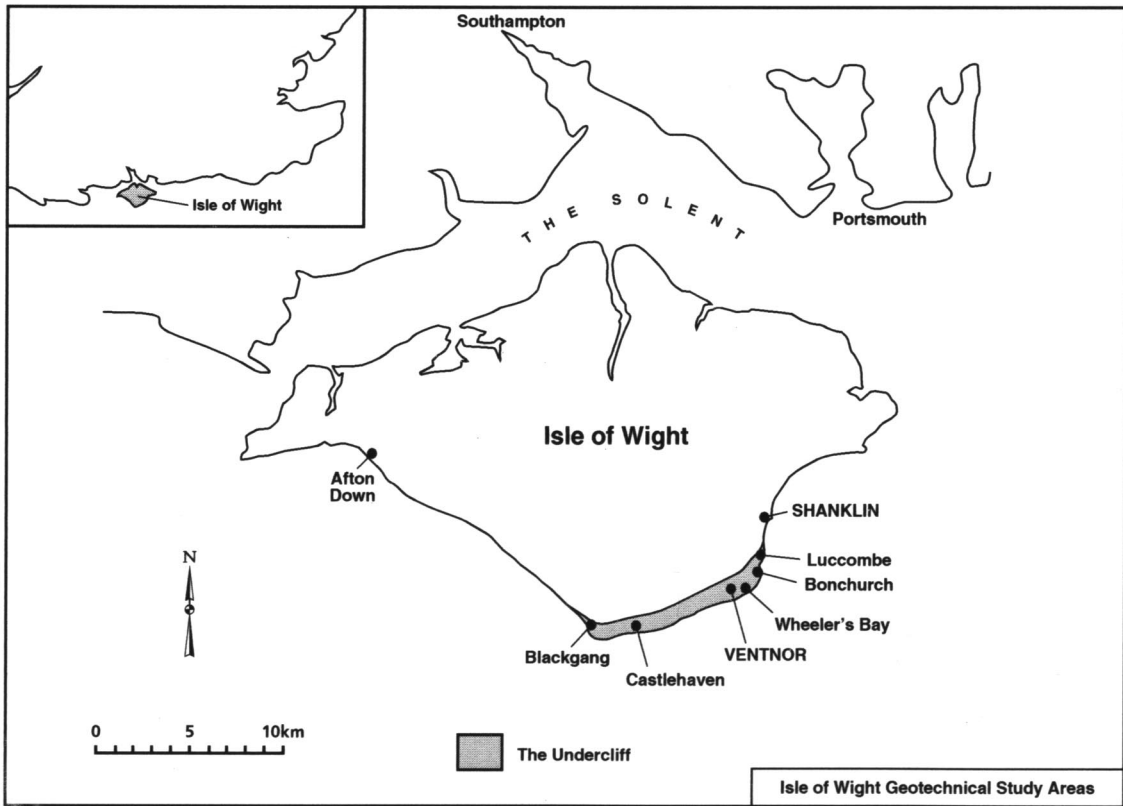 Southampton
Isle of Wight
THE SOLENT
Portsmouth
Isle of Wight
Afton
Down
SHANKLIN
Luccombe
Bonchurch
Wheeler's Bay
VENTNOR
Blackgang
Castlehaven
N
0 5 10km
The Undercliff
Isle of Wight Geotechnical Study Areas